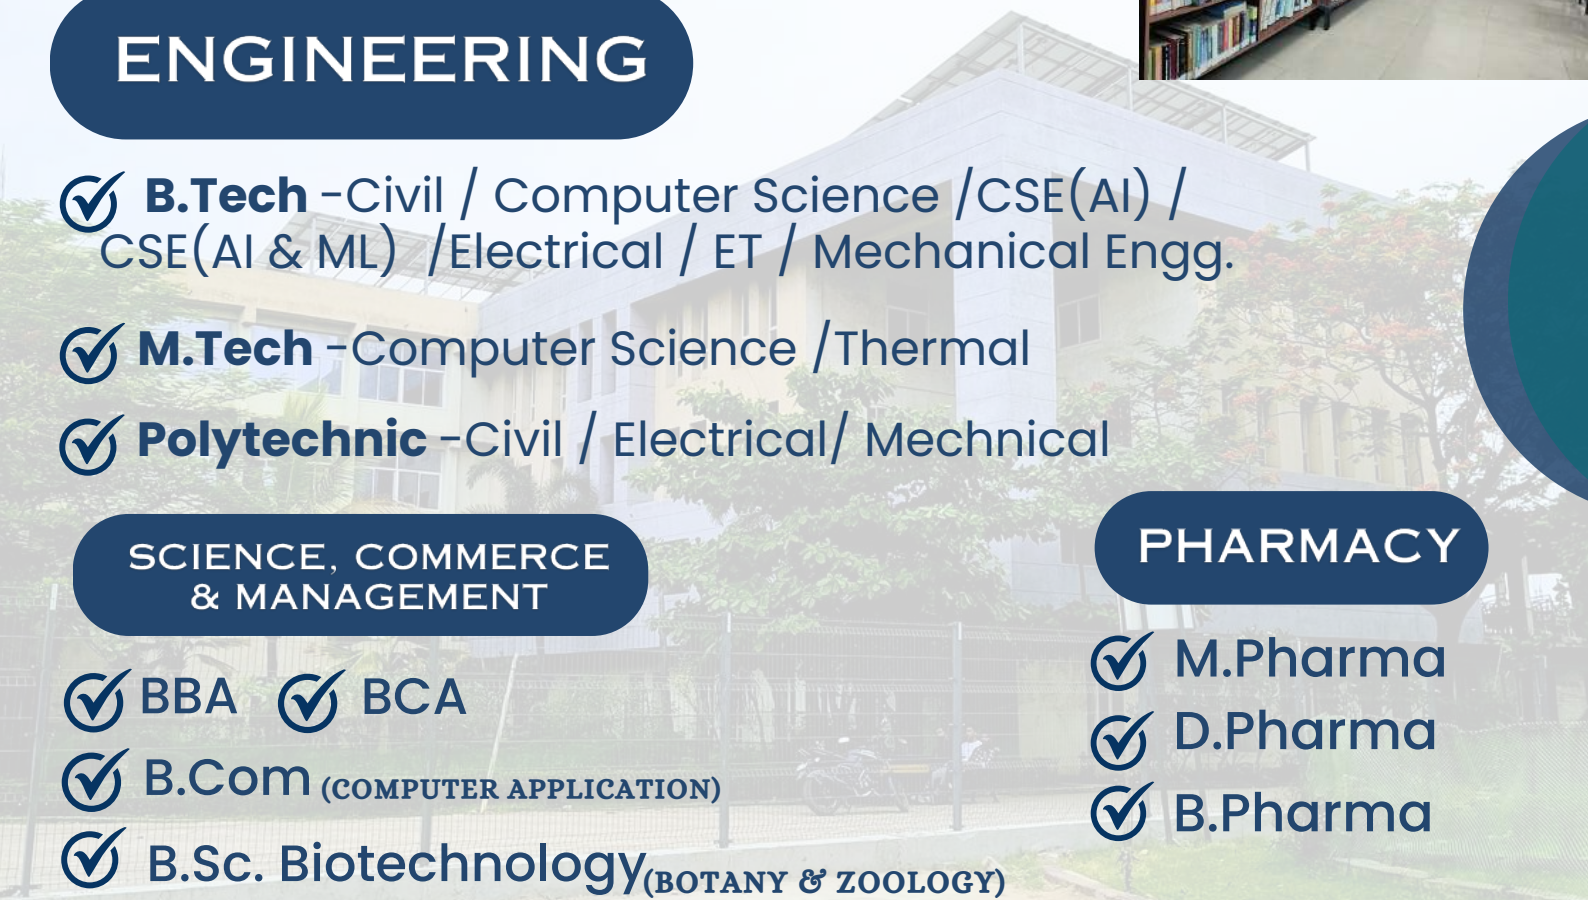 ENGINEERING
B.Tech -Civil / Computer Science /CSE(AI) /
CSE(AI & ML) /Electrical / ET / Mechanical Engg.
M.Tech -Computer Science /Thermal
Polytechnic -Civil / Electrical/ Mechnical
SCIENCE, COMMERCE
& MANAGEMENT
BBA BCA
B.Com (COMPUTER APPLICATION)
B.Sc. Biotechnology(BOTANY & ZOOLOGY)
PHARMACY
M.Pharma
D.Pharma
B.Pharma